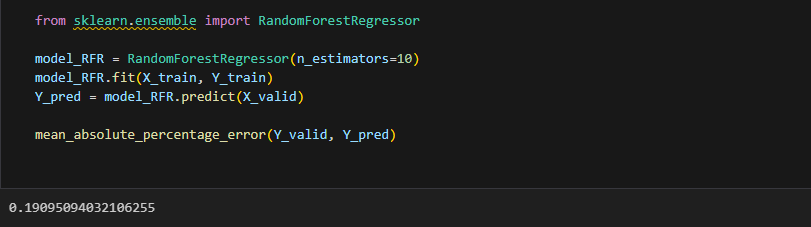 from sklearn.ensemble import RandomForestRegressor
model_RFR = RandomForestRegressor(n_estimators=10)
model_RFR.fit(X_train, Y_train)
Y_pred = model_RFR.predict(X_valid)
mean_absolute_percentage_error(Y_valid, Y_pred)
0.19095094032106255